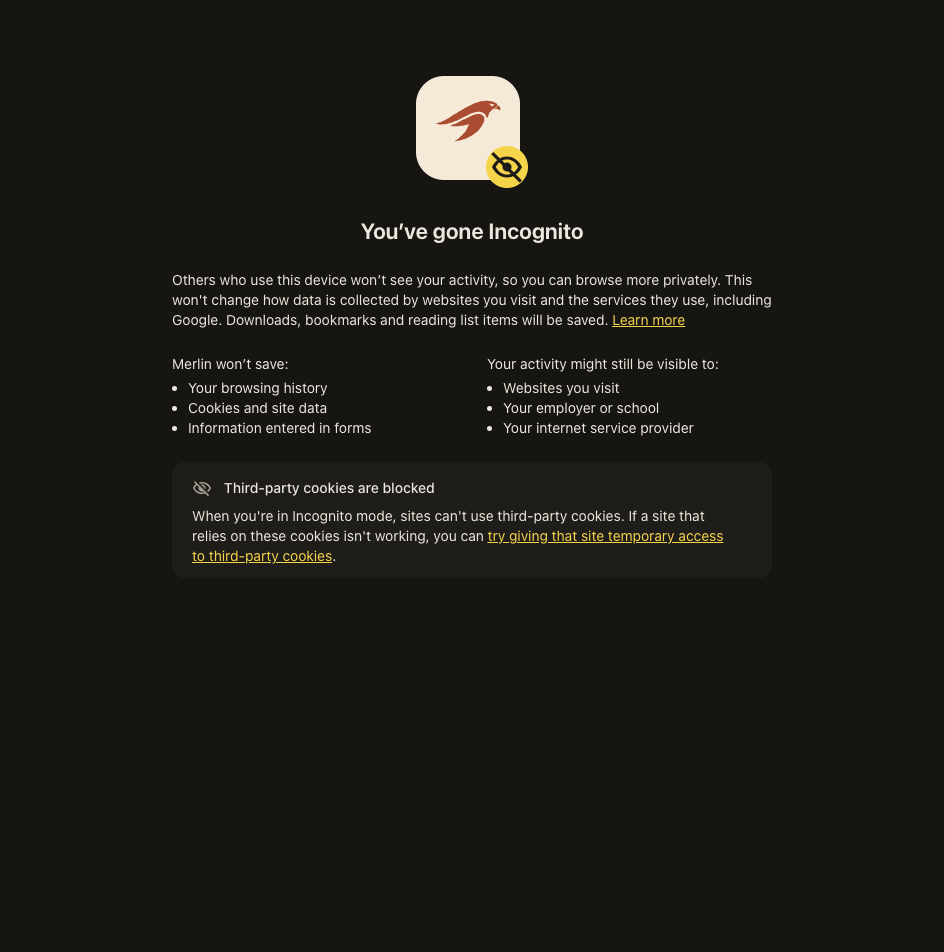 You’ve gone Incognito
Others who use this device won’t see your activity, so you can browse more privately. This
won't change how data is collected by websites you visit and the services they use, including
Google. Downloads, bookmarks and reading list items will be saved. Learn more
Merlin won’t save:
Your browsing history
Cookies and site data
Information entered in forms
Your activity might still be visible to:
Websites you visit
Your employer or school
Your internet service provider
Third-party cookies are blocked
When you're in Incognito mode, sites can't use third-party cookies. If a site that
relies on these cookies isn't working, you can try giving that site temporary access
to third-party cookies.